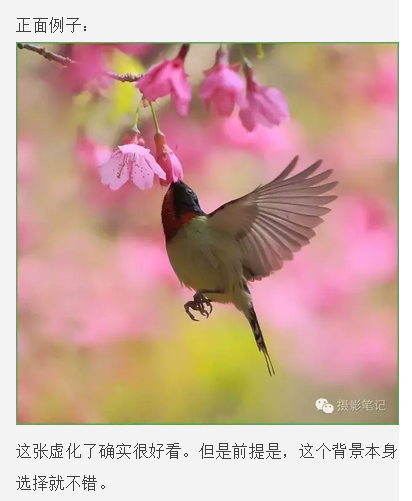 正面例子：
摄影笔记
这张虚化了确实很好看。但是前提是，这个背景本身
选择就不错。